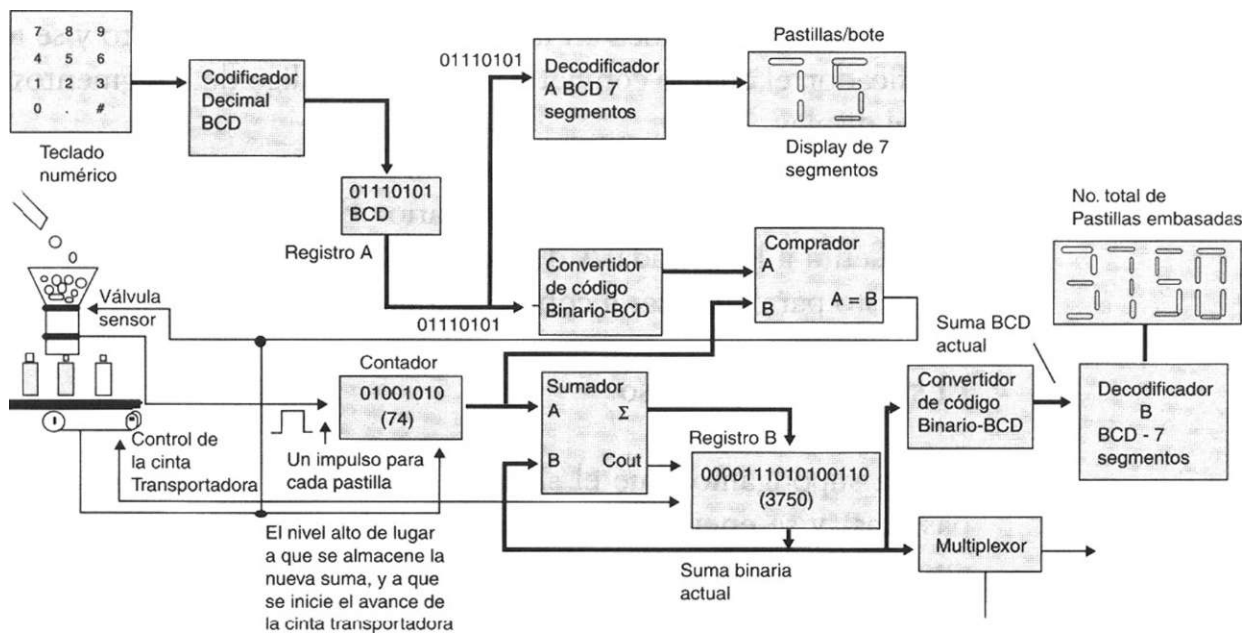 7 8 9
4 5 6
1 2 3
0 . #
Teclado
numérico
Codificador
Decimal
BCD
01110101
BCD
Registro A
01110101
Decodificador
A BCD 7
segmentos
Pastillas/bote
75
Display de 7
segmentos
No. total de
Pastillas embasadas
3750
01110101
Convertidor
de código
Binario-BCD
Comprador
A
B
A = B
Válvula
sensor
Control de
la cinta
Transportadora
Contador
01001010
(74)
Un impulso para
cada pastilla
El nivel alto de lugar
a que se almacene la
nueva suma, y a que
se inicie el avance de
la cinta transportadora
Sumador
A
Σ
B
Cout
Registro B
0000111010100110
(3750)
Suma binaria
actual
Suma BCD
actual
Convertidor
de código
Binario-BCD
Decodificador
B
BCD - 7
segmentos
Multiplexor